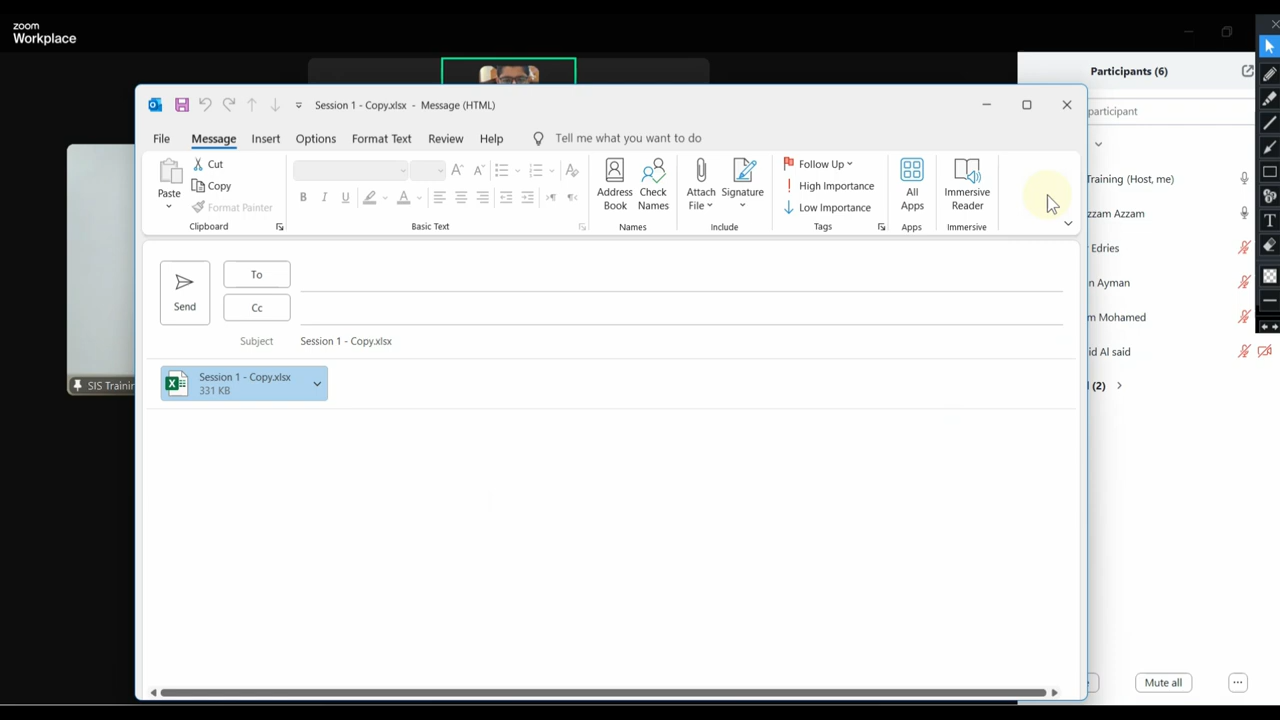 zoom
Workplace
Participants (6)
Session 1 - Copy.xlsx - Message (HTML)
participant
File Message Insert Options Format Text Review Help Tell me what you want to do
Paste
Cut
Copy
Format Painter
Clipboard
B I U A
Basic Text
Address Book
Check Names
Names
Attach File
Signature
Include
Follow Up
High Importance
Low Importance
Tags
All Apps
Apps
Immersive Reader
Immersive
Training (Host, me)
zzam Azzam
Edries
n Ayman
m Mohamed
id Al said
(2)
Send
To
Cc
Subject Session 1 - Copy.xlsx
Session 1 - Copy.xlsx
331 KB
SIS Trainin
Mute all